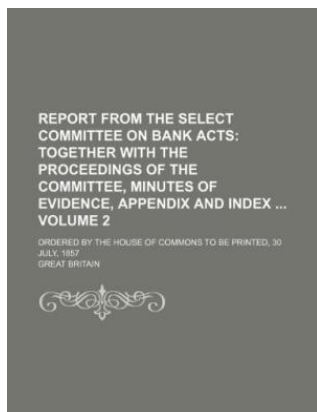 REPORT FROM THE SELECT
COMMITTEE ON BANK ACTS:
TOGETHER WITH THE
PROCEEDINGS OF THE
COMMITTEE, MINUTES OF
EVIDENCE, APPENDIX AND INDEX ...
VOLUME 2
ORDERED BY THE HOUSE OF COMMONS TO BE PRINTED, 30
JULY, 1857
GREAT BRITAIN